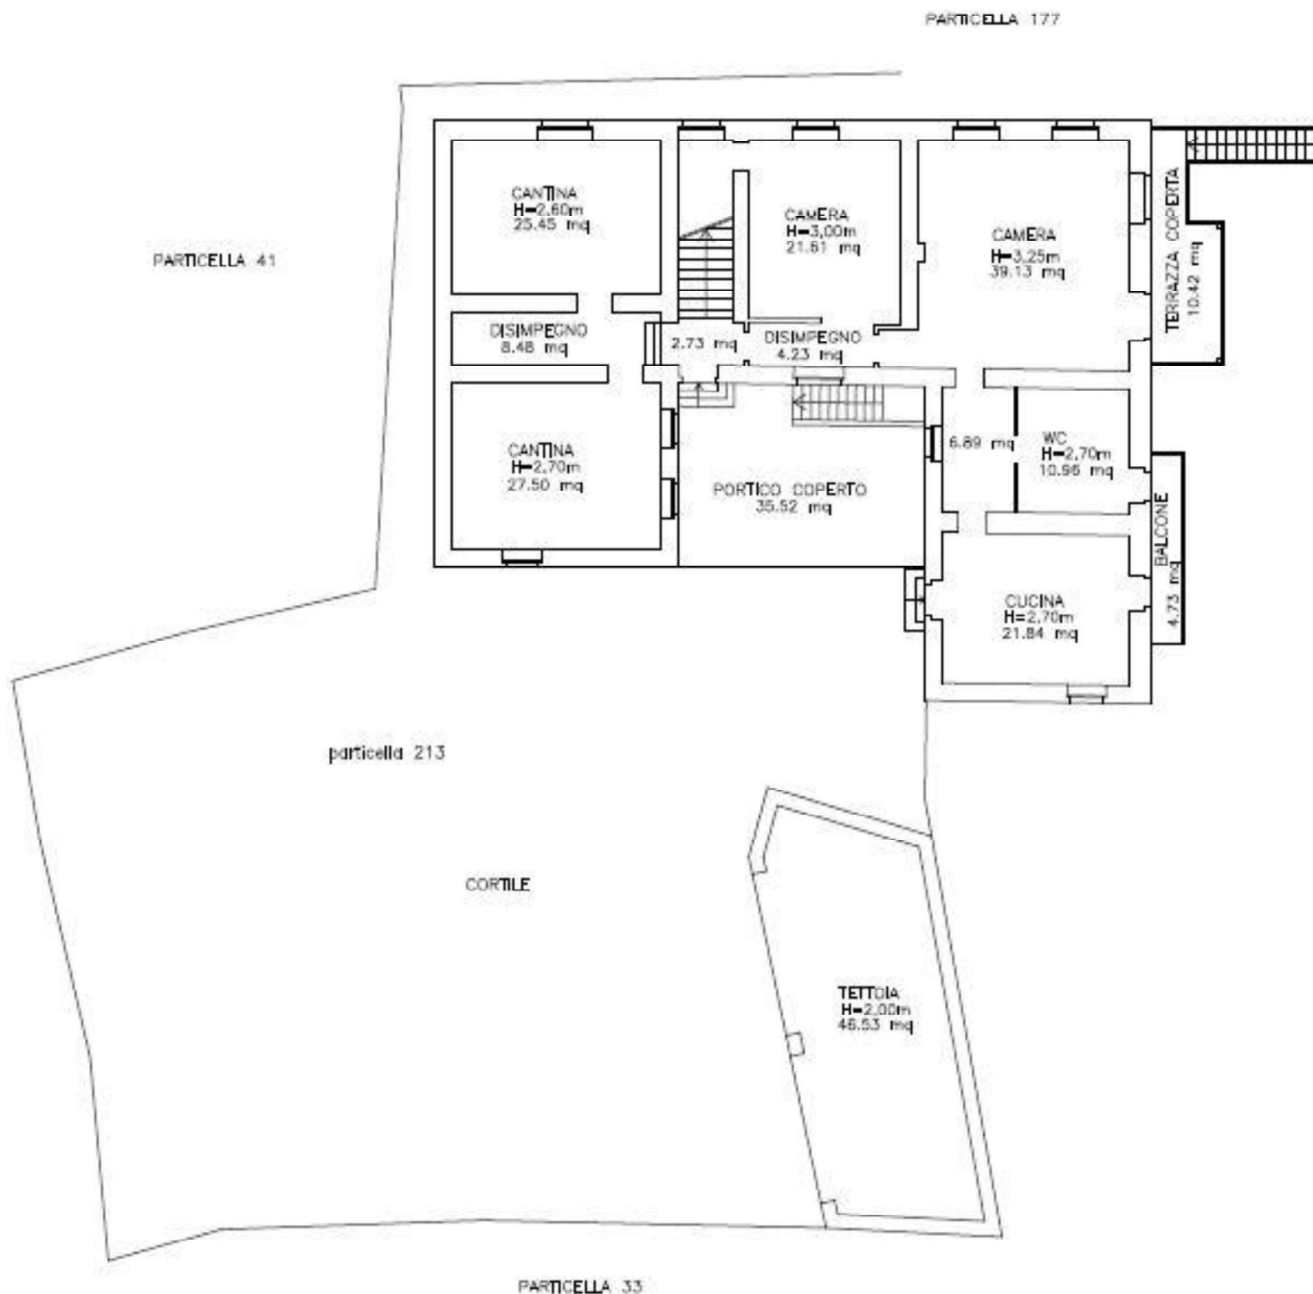 PARTICELLA 177
CANTINA
H=2,60m
25.45 mq
CAMERA
H=3,00m
21.61 mq
CAMERA
H=3,25m
39.13 mq
TERRAZZA COPERTA
10.42 mq
PARTICELLA 41
DISIMPEGNO
8.48 mq
2.73 mq
DISIMPEGNO
4.23 mq
CANTINA
H=2,70m
27.50 mq
PORTICO COPERTO
35.52 mq
6.89 mq
WC
H=2,70m
10.96 mq
BALCONE
4.73 mq
CUCINA
H=2,70m
21.84 mq
particella 213
CORTILE
TETTOIA
H=2,00m
46.53 mq
PARTICELLA 33